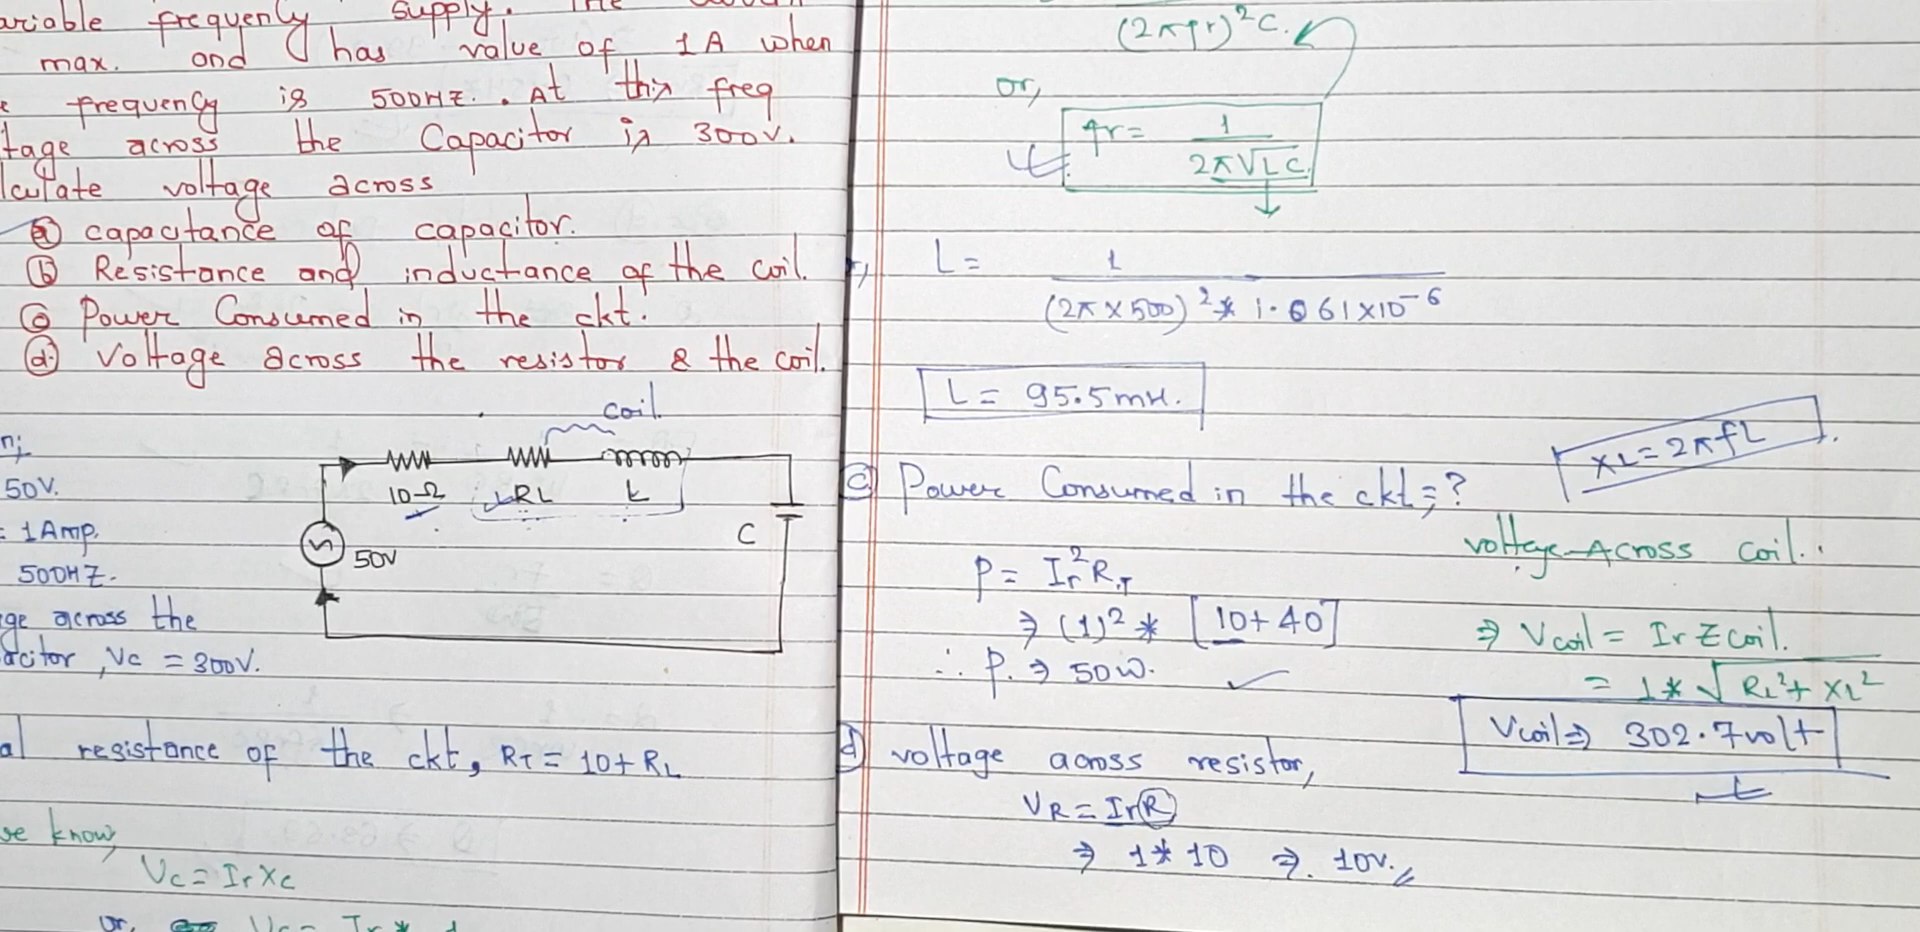 ariable frequency supply.
max. and has value of 1A when
frequency is 500HZ.. At this freq
tage across the Capacitor is 300v.
lculate voltage across
ⓐ capacitance of capacitor.
ⓑ Resistance and inductance of the coil.
ⓒ Power Consumed in the ckt.
ⓓ Voltage across the resistor & the coil.
coil.
n;
50V.
10-Ω
RL
L
C
= 1Amp.
50V
500HZ.
ge across the
acitor, Vc = 300V.
al resistance of the ckt, RT = 10+ RL
we know,
Vc = Ir Xc
or, Vc = Ir *
(2πfr)²C.
or,
fr = 1 / 2π√LC
L = 1 / (2π×500)² * 1.061×10⁻⁶
L = 95.5mH.
XL = 2πfL
ⓒ Power Consumed in the ckt = ?
P = Ir² RT
⇒ (1)² * [10+40]
∴ P. ⇒ 50W.
ⓓ voltage across resistor,
VR = Ir R
⇒ 1*10 ⇒. 10v.
voltage Across coil..
⇒ Vcoil = Ir Zcoil.
= 1* √RL²+ XL²
Vcoil ⇒ 302.7volt